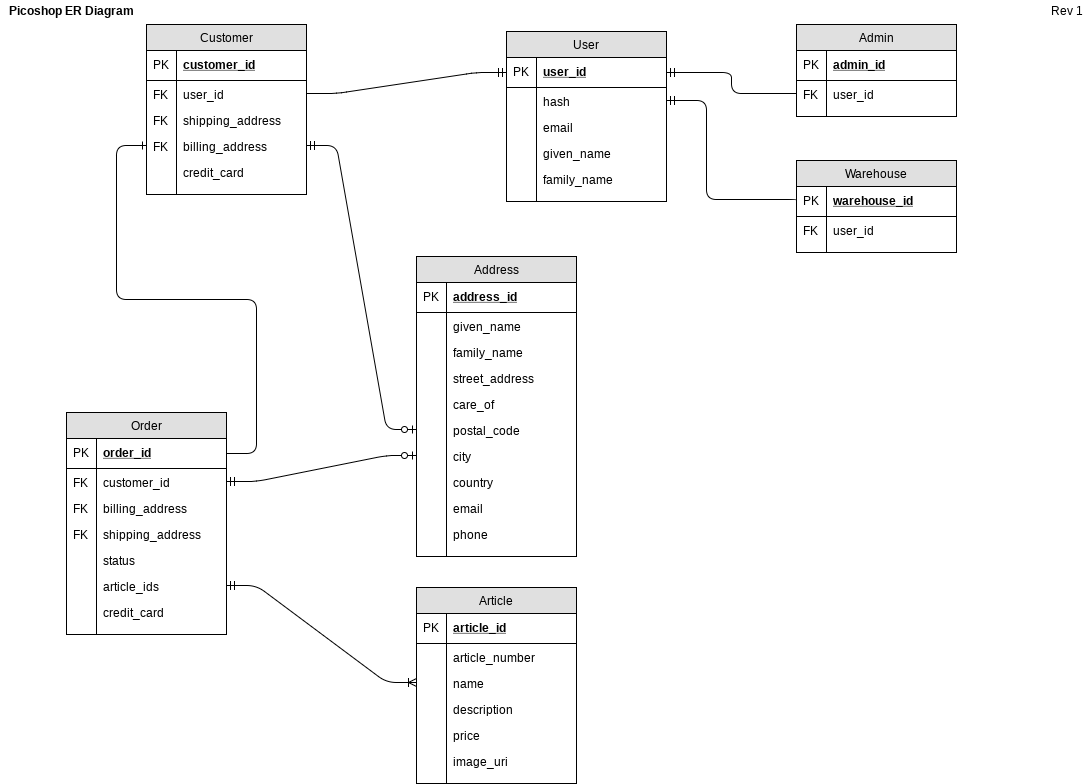 Picoshop ER Diagram
Rev 1
Customer
PK customer_id
FK user_id
FK shipping_address
FK billing_address
credit_card
User
PK user_id
hash
email
given_name
family_name
Admin
PK admin_id
FK user_id
Warehouse
PK warehouse_id
FK user_id
Address
PK address_id
given_name
family_name
street_address
care_of
postal_code
city
country
email
phone
Order
PK order_id
FK customer_id
FK billing_address
FK shipping_address
status
article_ids
credit_card
Article
PK article_id
article_number
name
description
price
image_uri